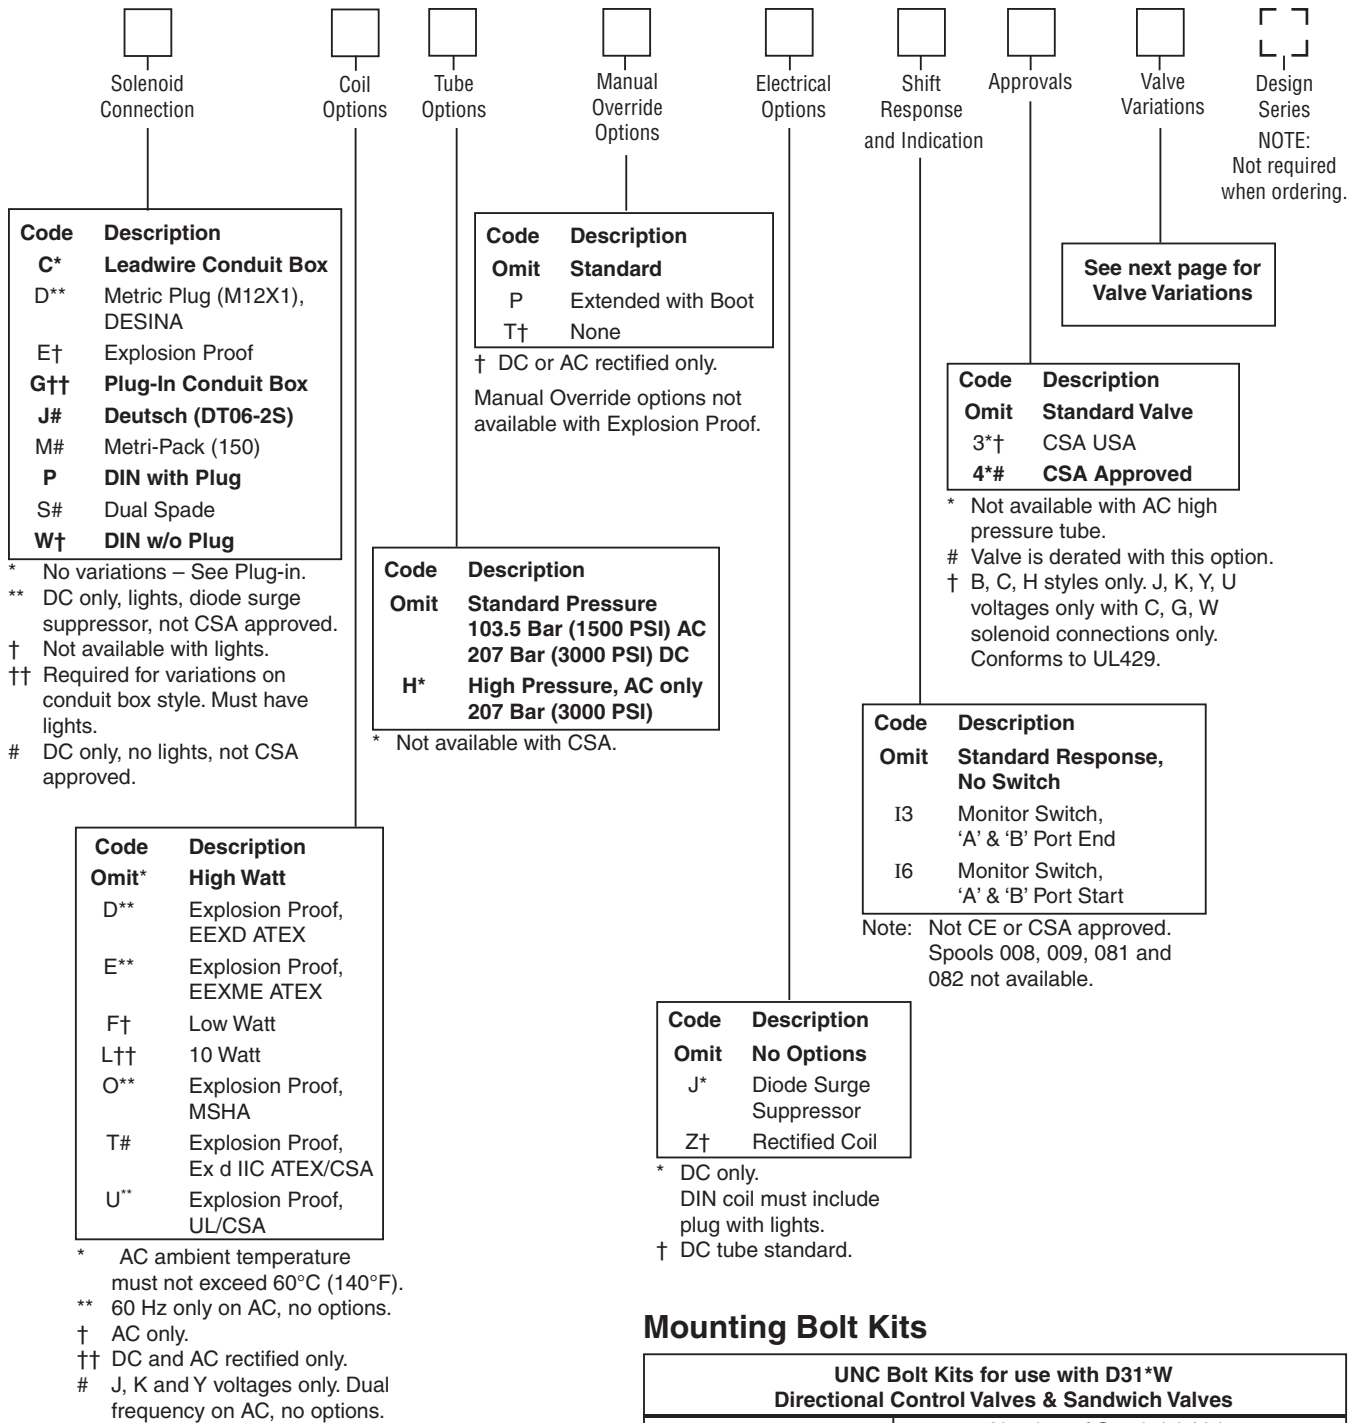 Solenoid
Connection
Coil
Options
Tube
Options
Manual
Override
Options
Electrical
Options
Shift
Response
and Indication
Approvals
Valve
Variations
Design
Series
NOTE:
Not required
when ordering.
Code Description
C* Leadwire Conduit Box
D** Metric Plug (M12X1),
DESINA
E† Explosion Proof
G†† Plug-In Conduit Box
J# Deutsch (DT06-2S)
M# Metri-Pack (150)
P DIN with Plug
S# Dual Spade
W† DIN w/o Plug
* No variations – See Plug-in.
** DC only, lights, diode surge
suppressor, not CSA approved.
† Not available with lights.
†† Required for variations on
conduit box style. Must have
lights.
# DC only, no lights, not CSA
approved.
Code Description
Omit* High Watt
D** Explosion Proof,
EEXD ATEX
E** Explosion Proof,
EEXME ATEX
F† Low Watt
L†† 10 Watt
O** Explosion Proof,
MSHA
T# Explosion Proof,
Ex d IIC ATEX/CSA
U** Explosion Proof,
UL/CSA
* AC ambient temperature
must not exceed 60°C (140°F).
** 60 Hz only on AC, no options.
† AC only.
†† DC and AC rectified only.
# J, K and Y voltages only. Dual
frequency on AC, no options.
Code Description
Omit Standard Pressure
103.5 Bar (1500 PSI) AC
207 Bar (3000 PSI) DC
H* High Pressure, AC only
207 Bar (3000 PSI)
* Not available with CSA.
Code Description
Omit Standard
P Extended with Boot
T† None
† DC or AC rectified only.
Manual Override options not
available with Explosion Proof.
Code Description
Omit No Options
J* Diode Surge
Suppressor
Z† Rectified Coil
* DC only.
DIN coil must include
plug with lights.
† DC tube standard.
Code Description
Omit Standard Response,
No Switch
I3 Monitor Switch,
‘A’ & ‘B’ Port End
I6 Monitor Switch,
‘A’ & ‘B’ Port Start
Note: Not CE or CSA approved.
Spools 008, 009, 081 and
082 not available.
Code Description
Omit Standard Valve
3*† CSA USA
4*# CSA Approved
* Not available with AC high
pressure tube.
# Valve is derated with this option.
† B, C, H styles only. J, K, Y, U
voltages only with C, G, W
solenoid connections only.
Conforms to UL429.
See next page for
Valve Variations
Mounting Bolt Kits
UNC Bolt Kits for use with D31*W
Directional Control Valves & Sandwich Valves